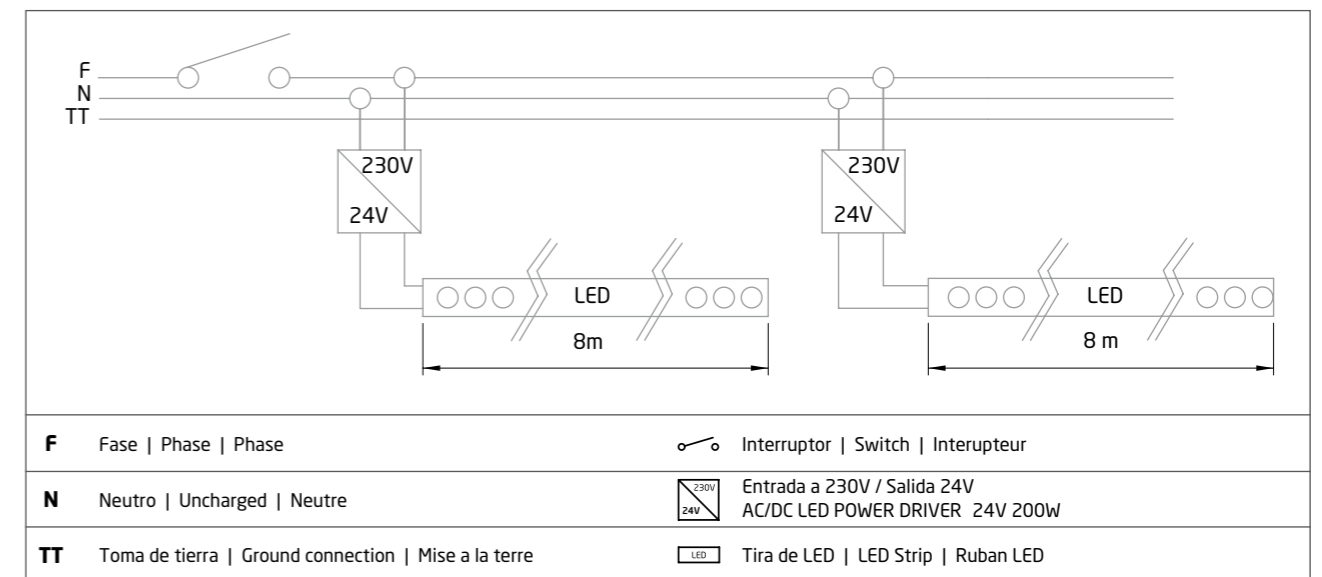 F
N
TT
230V
24V
230V
24V
LED
LED
8m
8 m
F Fase | Phase | Phase
Interruptor | Switch | Interupteur
N Neutro | Uncharged | Neutre
230V
24V
Entrada a 230V / Salida 24V
AC/DC LED POWER DRIVER 24V 200W
TT Toma de tierra | Ground connection | Mise a la terre
LED Tira de LED | LED Strip | Ruban LED